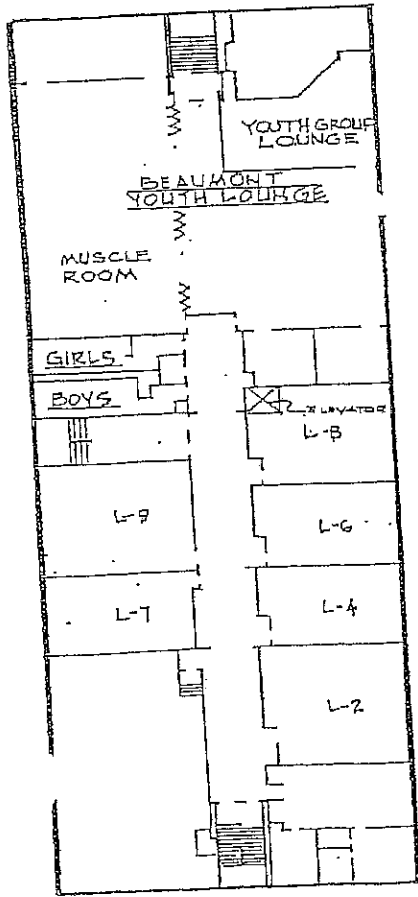 YOUTH GROUP
LOUNGE
BEAUMONT
YOUTH LOUNGE
MUSCLE
ROOM
GIRLS
BOYS
ELEVATOR
L-8
L-9
L-6
L-7
L-4
L-2